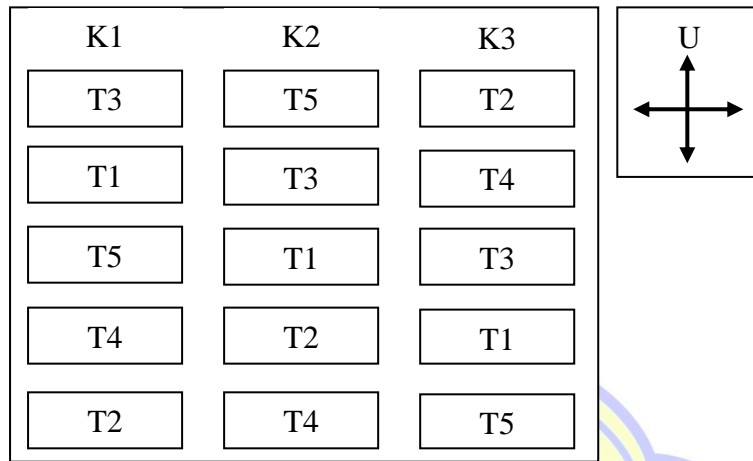 K1 K2 K3 U
T3 T5 T2
T1 T3 T4
T5 T1 T3
T4 T2 T1
T2 T4 T5